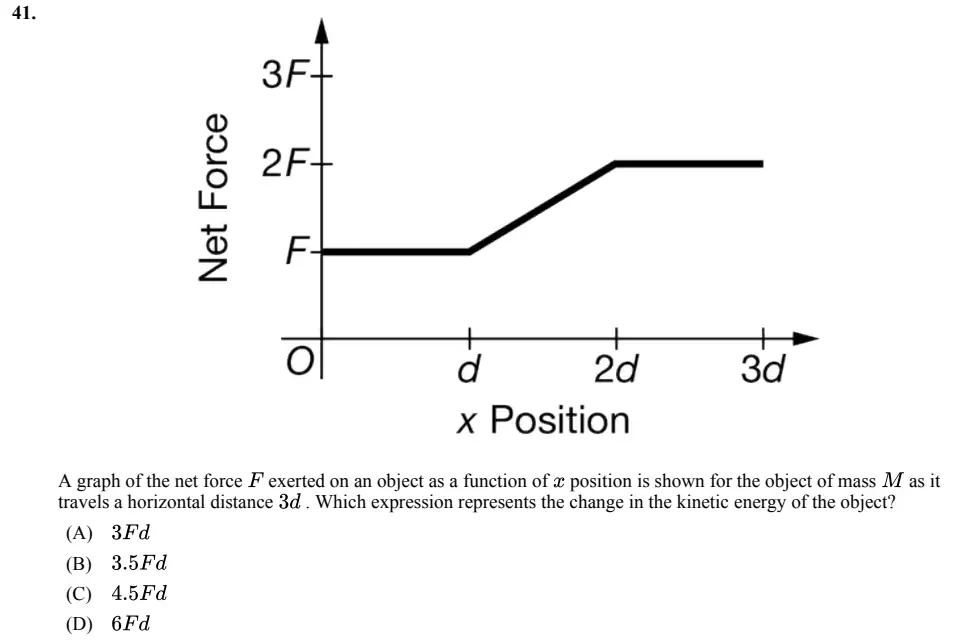 41.
3F
2F
F
Net Force
O
d
2d
3d
x Position
A graph of the net force F exerted on an object as a function of x position is shown for the object of mass M as it
travels a horizontal distance 3d . Which expression represents the change in the kinetic energy of the object?
(A) 3Fd
(B) 3.5Fd
(C) 4.5Fd
(D) 6Fd